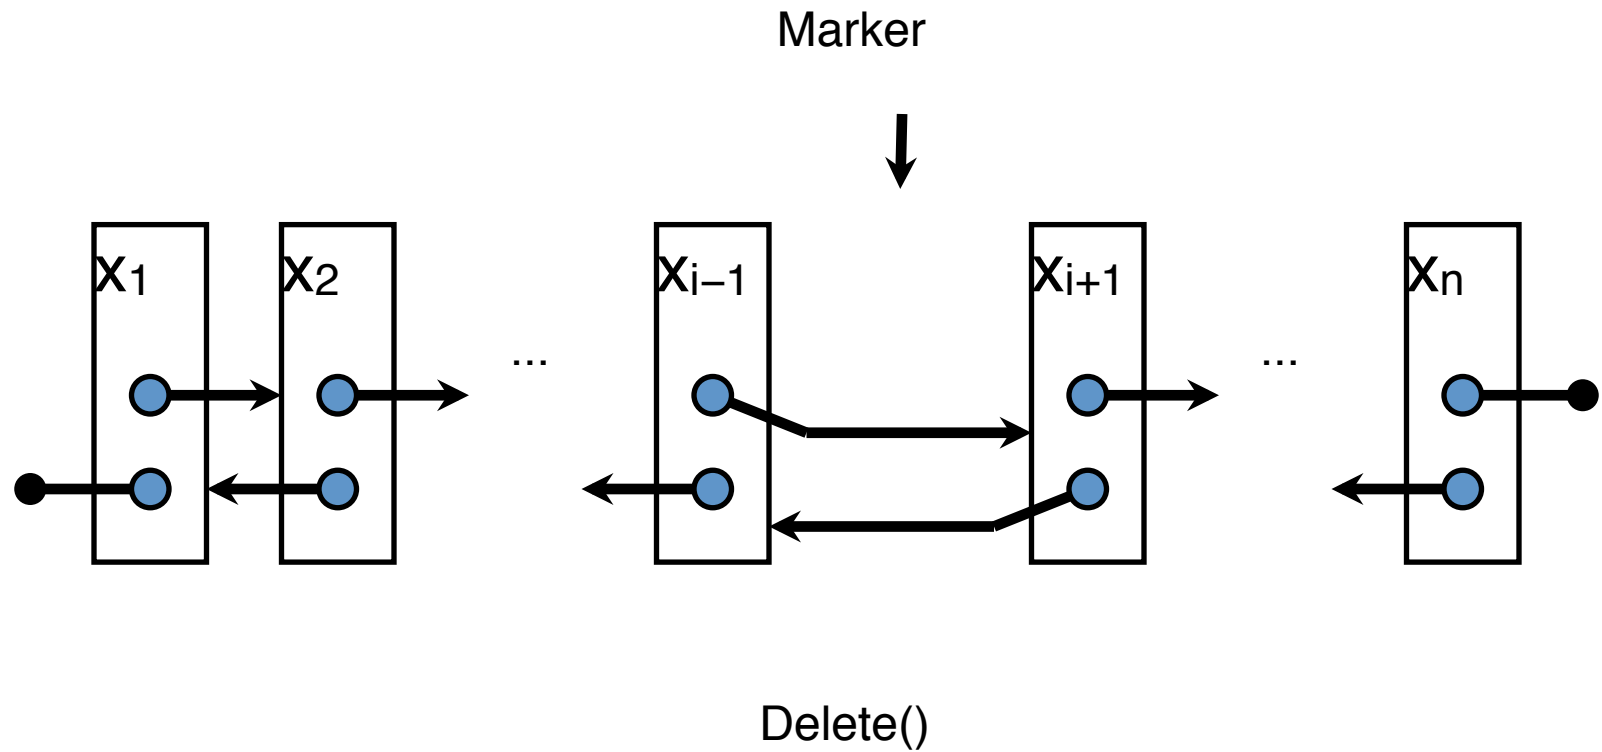 Marker
x₁ x₂ ... xᵢ₋₁ xᵢ₊₁ ... xₙ
Delete()